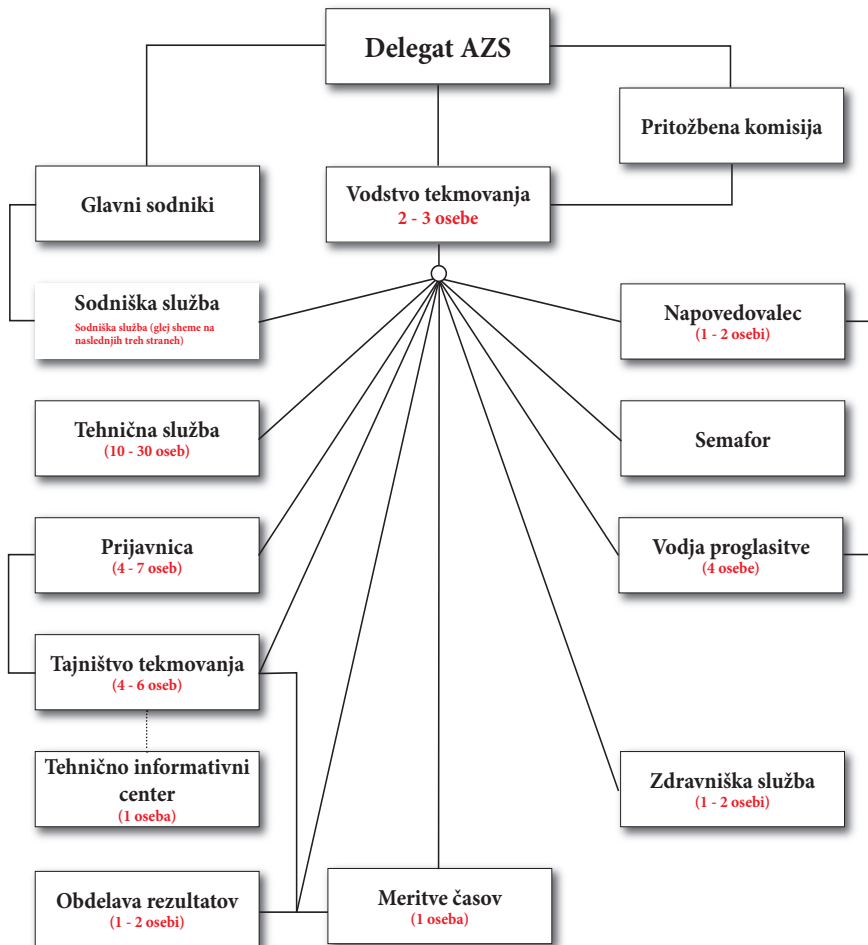 Delegat AZS
Pritožbena komisija
Glavni sodniki
Vodstvo tekmovanja
2 - 3 osebe
Sodniška služba
Sodniška služba (glej sheme na
naslednjih treh straneh)
Napovedovalec
(1 - 2 osebi)
Tehnična služba
(10 - 30 oseb)
Semafor
Prijavnica
(4 - 7 oseb)
Vodja proglasitve
(4 osebe)
Tajništvo tekmovanja
(4 - 6 oseb)
Tehnično informativni
center
(1 oseba)
Zdravniška služba
(1 - 2 osebi)
Obdelava rezultatov
(1 - 2 osebi)
Meritve časov
(1 oseba)